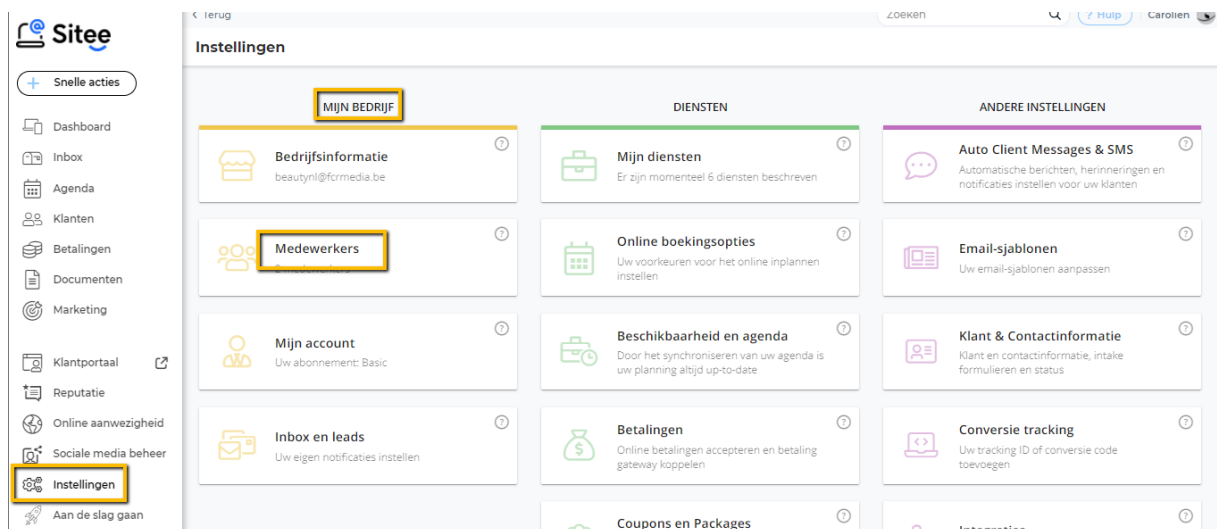 Sitee
Snelle acties
Dashboard
Inbox
Agenda
Klanten
Betalingen
Documenten
Marketing
Klantportaal
Reputatie
Online aanwezigheid
Sociale media beheer
Instellingen
Aan de slag gaan
Terug
Zoeken
? Hulp
Carolien
Instellingen
MIJN BEDRIJF
Bedrijfsinformatie
beautynl@fcrmedia.be
Medewerkers
Mijn account
Uw abonnement: Basic
Inbox en leads
Uw eigen notificaties instellen
DIENSTEN
Mijn diensten
Er zijn momenteel 6 diensten beschreven
Online boekingsopties
Uw voorkeuren voor het online inplannen
instellen
Beschikbaarheid en agenda
Door het synchroniseren van uw agenda is
uw planning altijd up-to-date
Betalingen
Online betalingen accepteren en betaling
gateway koppelen
Coupons en Packages
ANDERE INSTELLINGEN
Auto Client Messages & SMS
Automatische berichten, herinneringen en
notificaties instellen voor uw klanten
Email-sjablonen
Uw email-sjablonen aanpassen
Klant & Contactinformatie
Klant en contactinformatie, intake
formulieren en status
Conversie tracking
Uw tracking ID of conversie code
toevoegen
Integraties